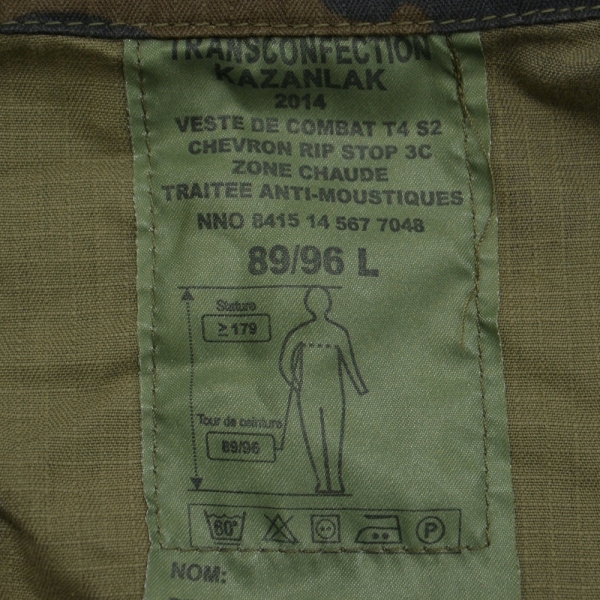 TRANSCONFECTION
KAZANLAK
2014
VESTE DE COMBAT T4 S2
CHEVRON RIP STOP 3C
ZONE CHAUDE
TRAITEE ANTI-MOUSTIQUES
NNO 8415 14 567 7048
89/96 L
Stature
≥ 179
Tour de ceinture
89/96
60°
P
NOM: